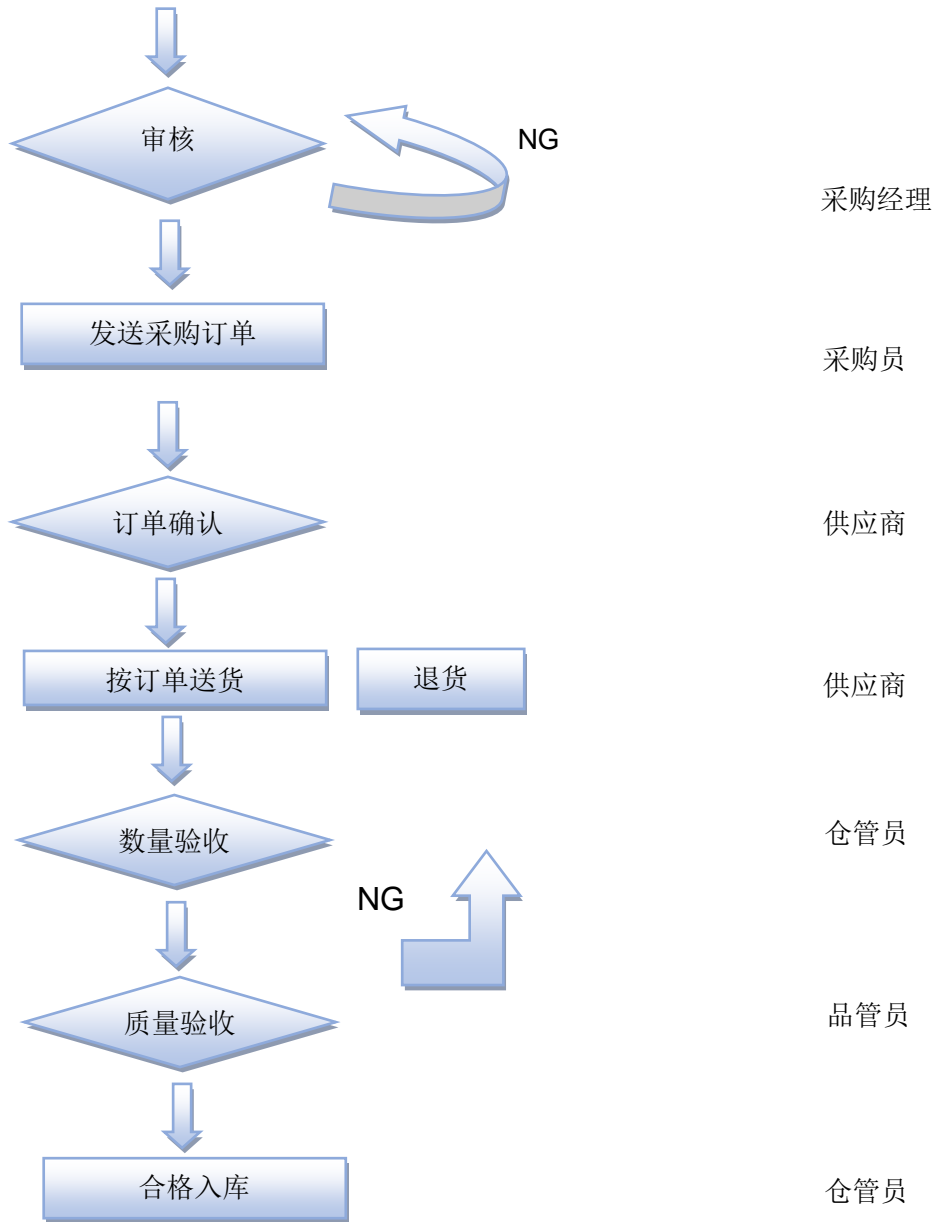 审核
NG
采购经理
发送采购订单
采购员
订单确认
供应商
按订单送货
退货
供应商
数量验收
仓管员
NG
质量验收
品管员
合格入库
仓管员